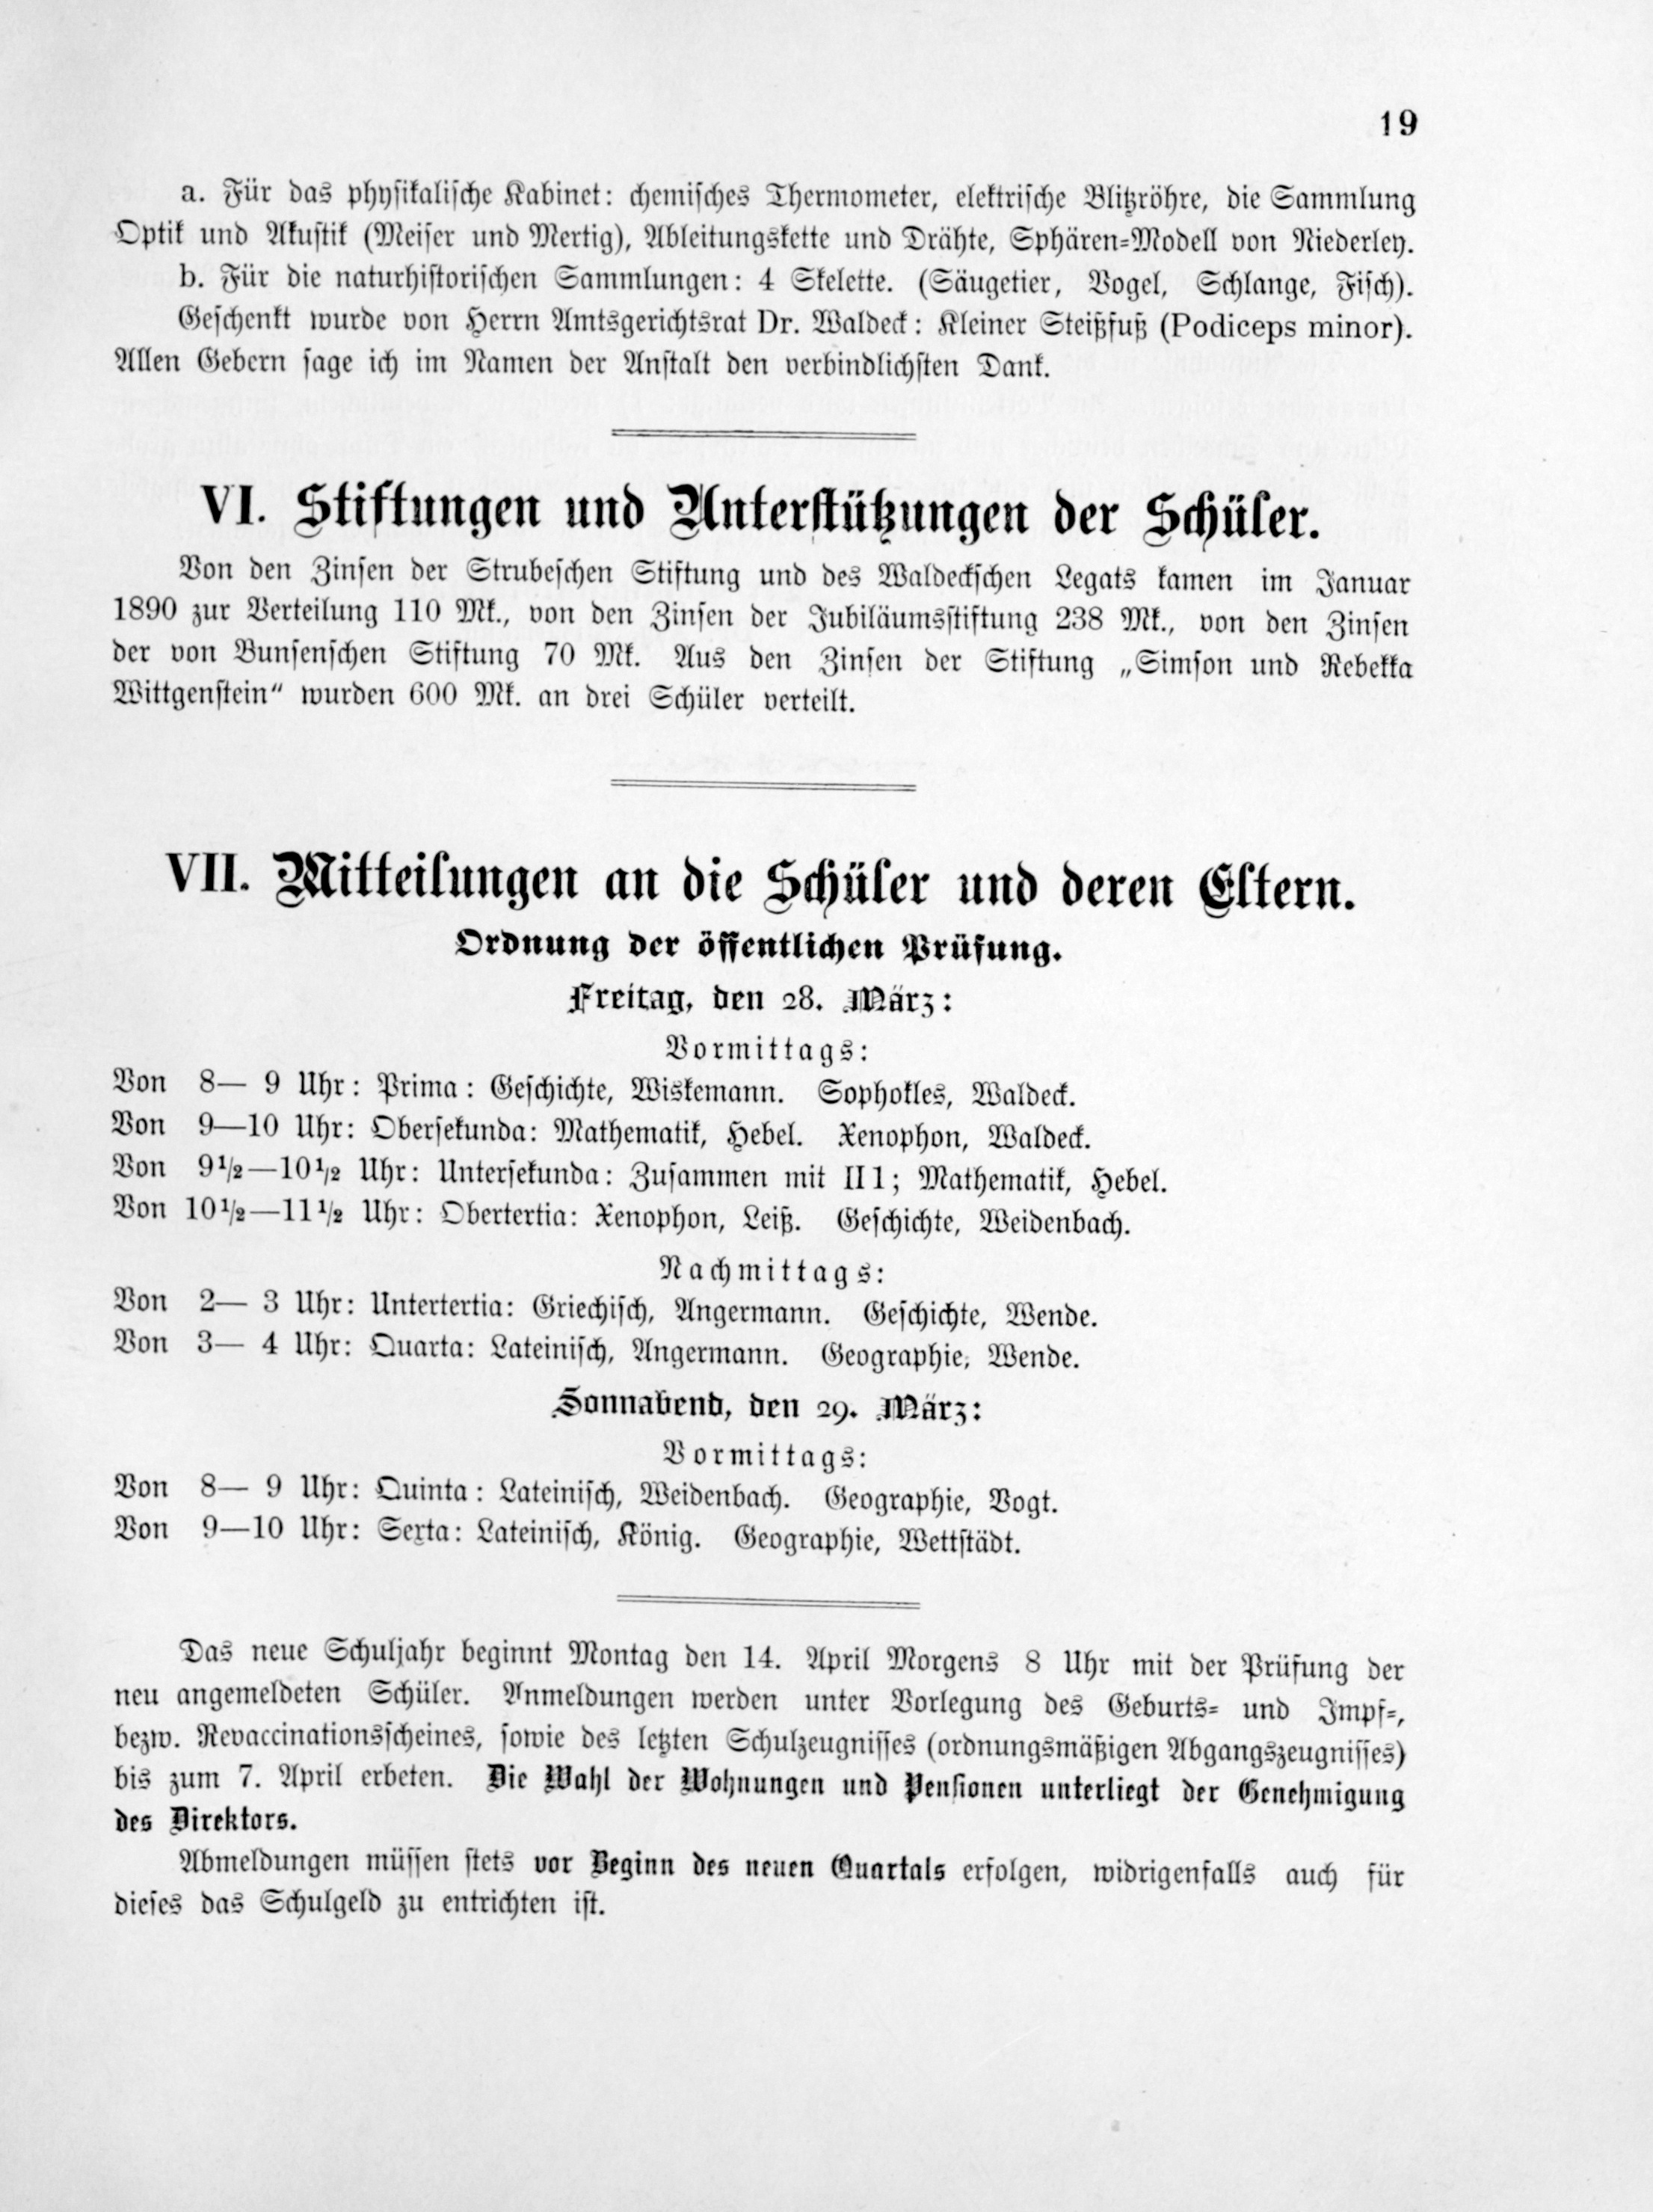 19
a. Für das physikalische Kabinet: chemisches Thermometer, elektrische Blitzröhre, die Sammlung
Optik und Akustik (Meiser und Mertig), Ableitungskette und Drähte, Sphären-Modell von Niederley.
b. Für die naturhistorischen Sammlungen: 4 Skelette. (Säugetier, Vogel, Schlange, Fisch).
Geschenkt wurde von Herrn Amtsgerichtsrat Dr. Waldeck: Kleiner Steißfuß (Podiceps minor).
Allen Gebern sage ich im Namen der Anstalt den verbindlichsten Dank.
VI. Stiftungen und Unterstützungen der Schüler.
Von den Zinsen der Strubeschen Stiftung und des Waldeckschen Legats kamen im Januar
1890 zur Verteilung 110 Mk., von den Zinsen der Jubiläumsstiftung 238 Mk., von den Zinsen
der von Bunsenschen Stiftung 70 Mk. Aus den Zinsen der Stiftung „Simson und Rebekka
Wittgenstein“ wurden 600 Mk. an drei Schüler verteilt.
VII. Mitteilungen an die Schüler und deren Eltern.
Ordnung der öffentlichen Prüfung.
Freitag, den 28. März:
Vormittags:
Von 8— 9 Uhr: Prima: Geschichte, Wiskemann. Sophokles, Waldeck.
Von 9—10 Uhr: Obersekunda: Mathematik, Hebel. Xenophon, Waldeck.
Von 9½—10½ Uhr: Untersekunda: Zusammen mit II 1; Mathematik, Hebel.
Von 10½—11½ Uhr: Obertertia: Xenophon, Leiß. Geschichte, Weidenbach.
Nachmittags:
Von 2— 3 Uhr: Untertertia: Griechisch, Angermann. Geschichte, Wende.
Von 3— 4 Uhr: Quarta: Lateinisch, Angermann. Geographie, Wende.
Sonnabend, den 29. März:
Vormittags:
Von 8— 9 Uhr: Quinta: Lateinisch, Weidenbach. Geographie, Vogt.
Von 9—10 Uhr: Sexta: Lateinisch, König. Geographie, Wettstädt.
Das neue Schuljahr beginnt Montag den 14. April Morgens 8 Uhr mit der Prüfung der
neu angemeldeten Schüler. Anmeldungen werden unter Vorlegung des Geburts- und Impf-,
bezw. Revaccinationsscheines, sowie des letzten Schulzeugnisses (ordnungsmäßigen Abgangszeugnisses)
bis zum 7. April erbeten. Die Wahl der Wohnungen und Pensionen unterliegt der Genehmigung
des Direktors.
Abmeldungen müssen stets vor Beginn des neuen Quartals erfolgen, widrigenfalls auch für
dieses das Schulgeld zu entrichten ist.